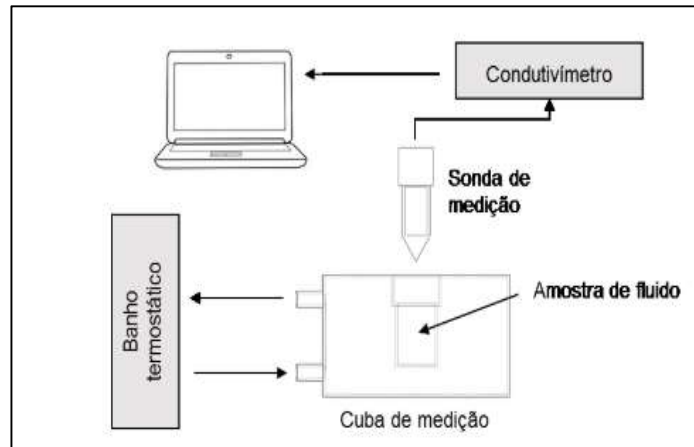 Condutivímetro
Sonda de
medição
Amostra de fluido
Banho
termostático
Cuba de medição